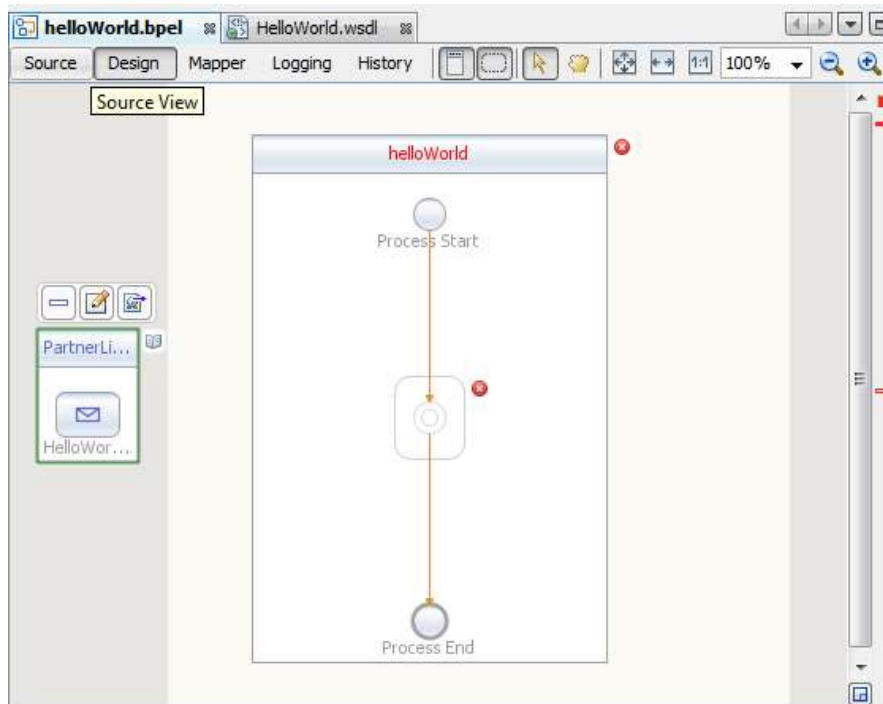 helloWorld.bpel HelloWorld.wsdl
Source Design Mapper Logging History 1:1 100%
Source View
helloWorld
Process Start
PartnerLi...
HelloWor...
Process End